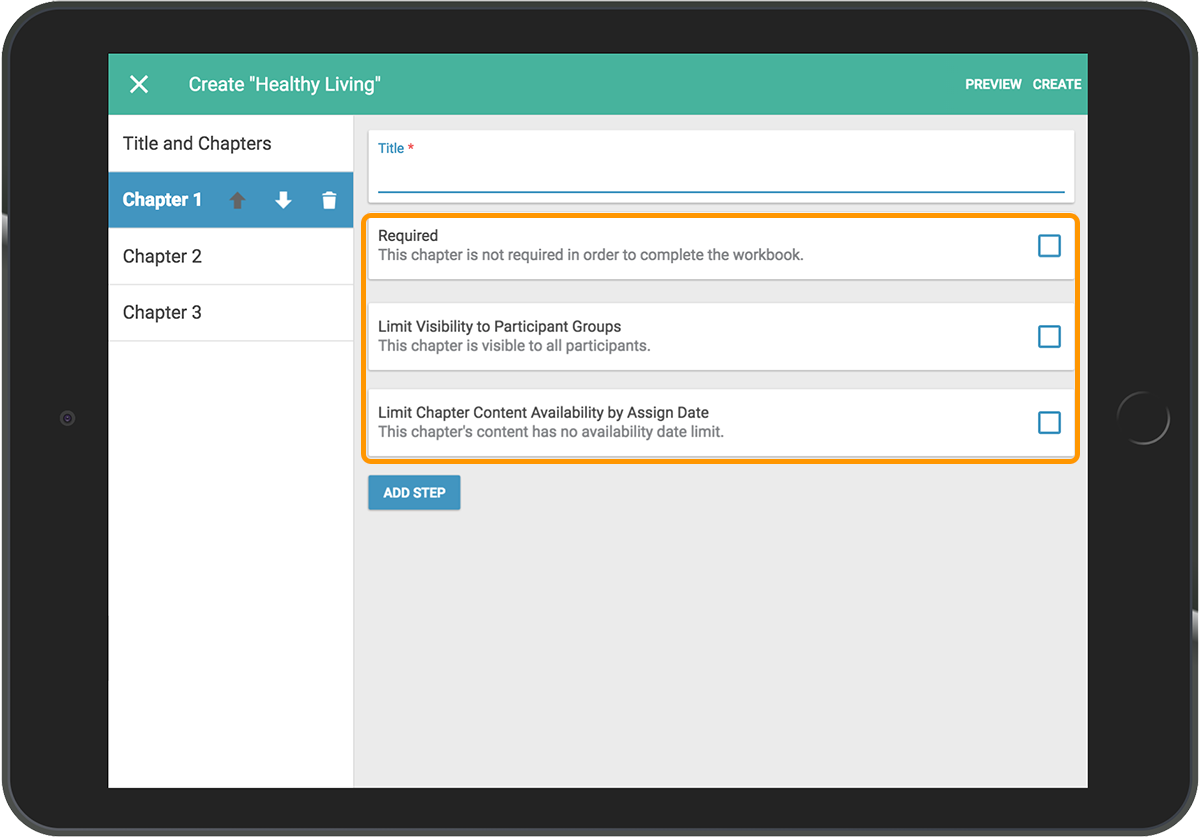 Create "Healthy Living"
PREVIEW CREATE
Title and Chapters
Chapter 1
Chapter 2
Chapter 3
Title *
Required
This chapter is not required in order to complete the workbook.
Limit Visibility to Participant Groups
This chapter is visible to all participants.
Limit Chapter Content Availability by Assign Date
This chapter's content has no availability date limit.
ADD STEP